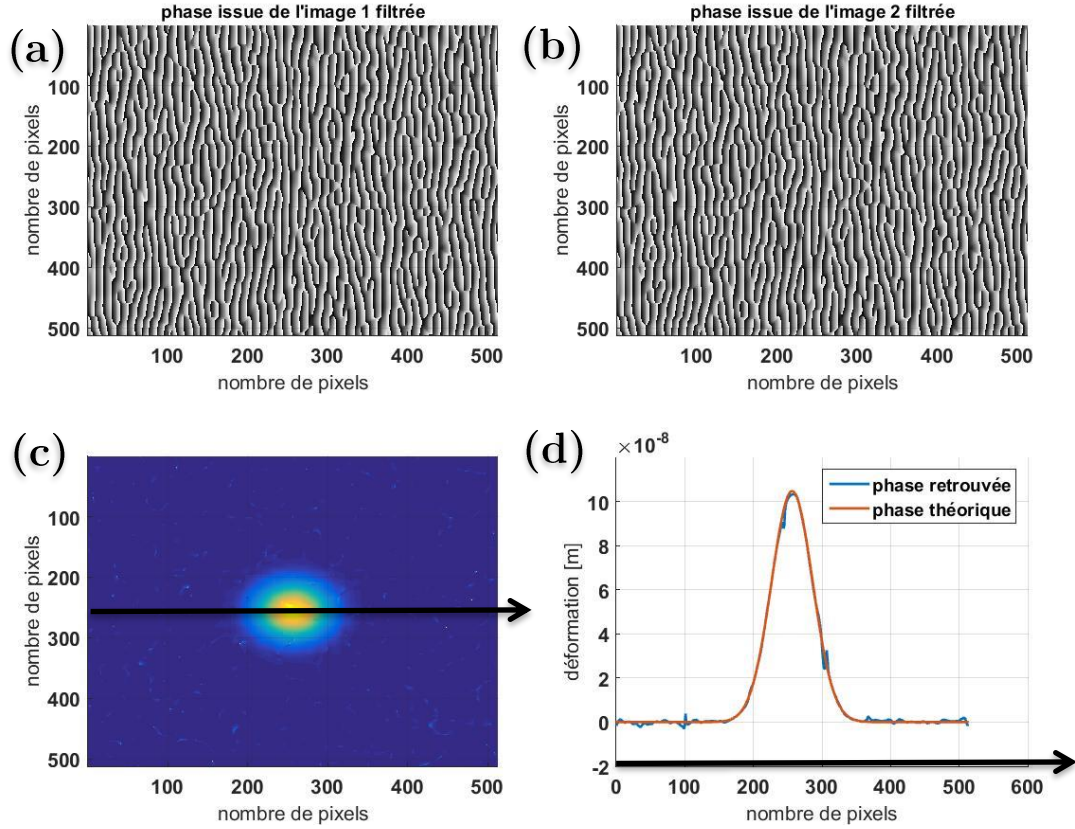 phase issue de l'image 1 filtrée
(a)
100
200
300
400
500
nombre de pixels
100 200 300 400 500
nombre de pixels
phase issue de l'image 2 filtrée
(b)
100
200
300
400
500
nombre de pixels
100 200 300 400 500
nombre de pixels
(c)
100
200
300
400
500
nombre de pixels
100 200 300 400 500
nombre de pixels
(d)
×10-8
phase retrouvée
phase théorique
10
8
6
4
2
0
-2
déformation [m]
0 100 200 300 400 500 600
nombre de pixels